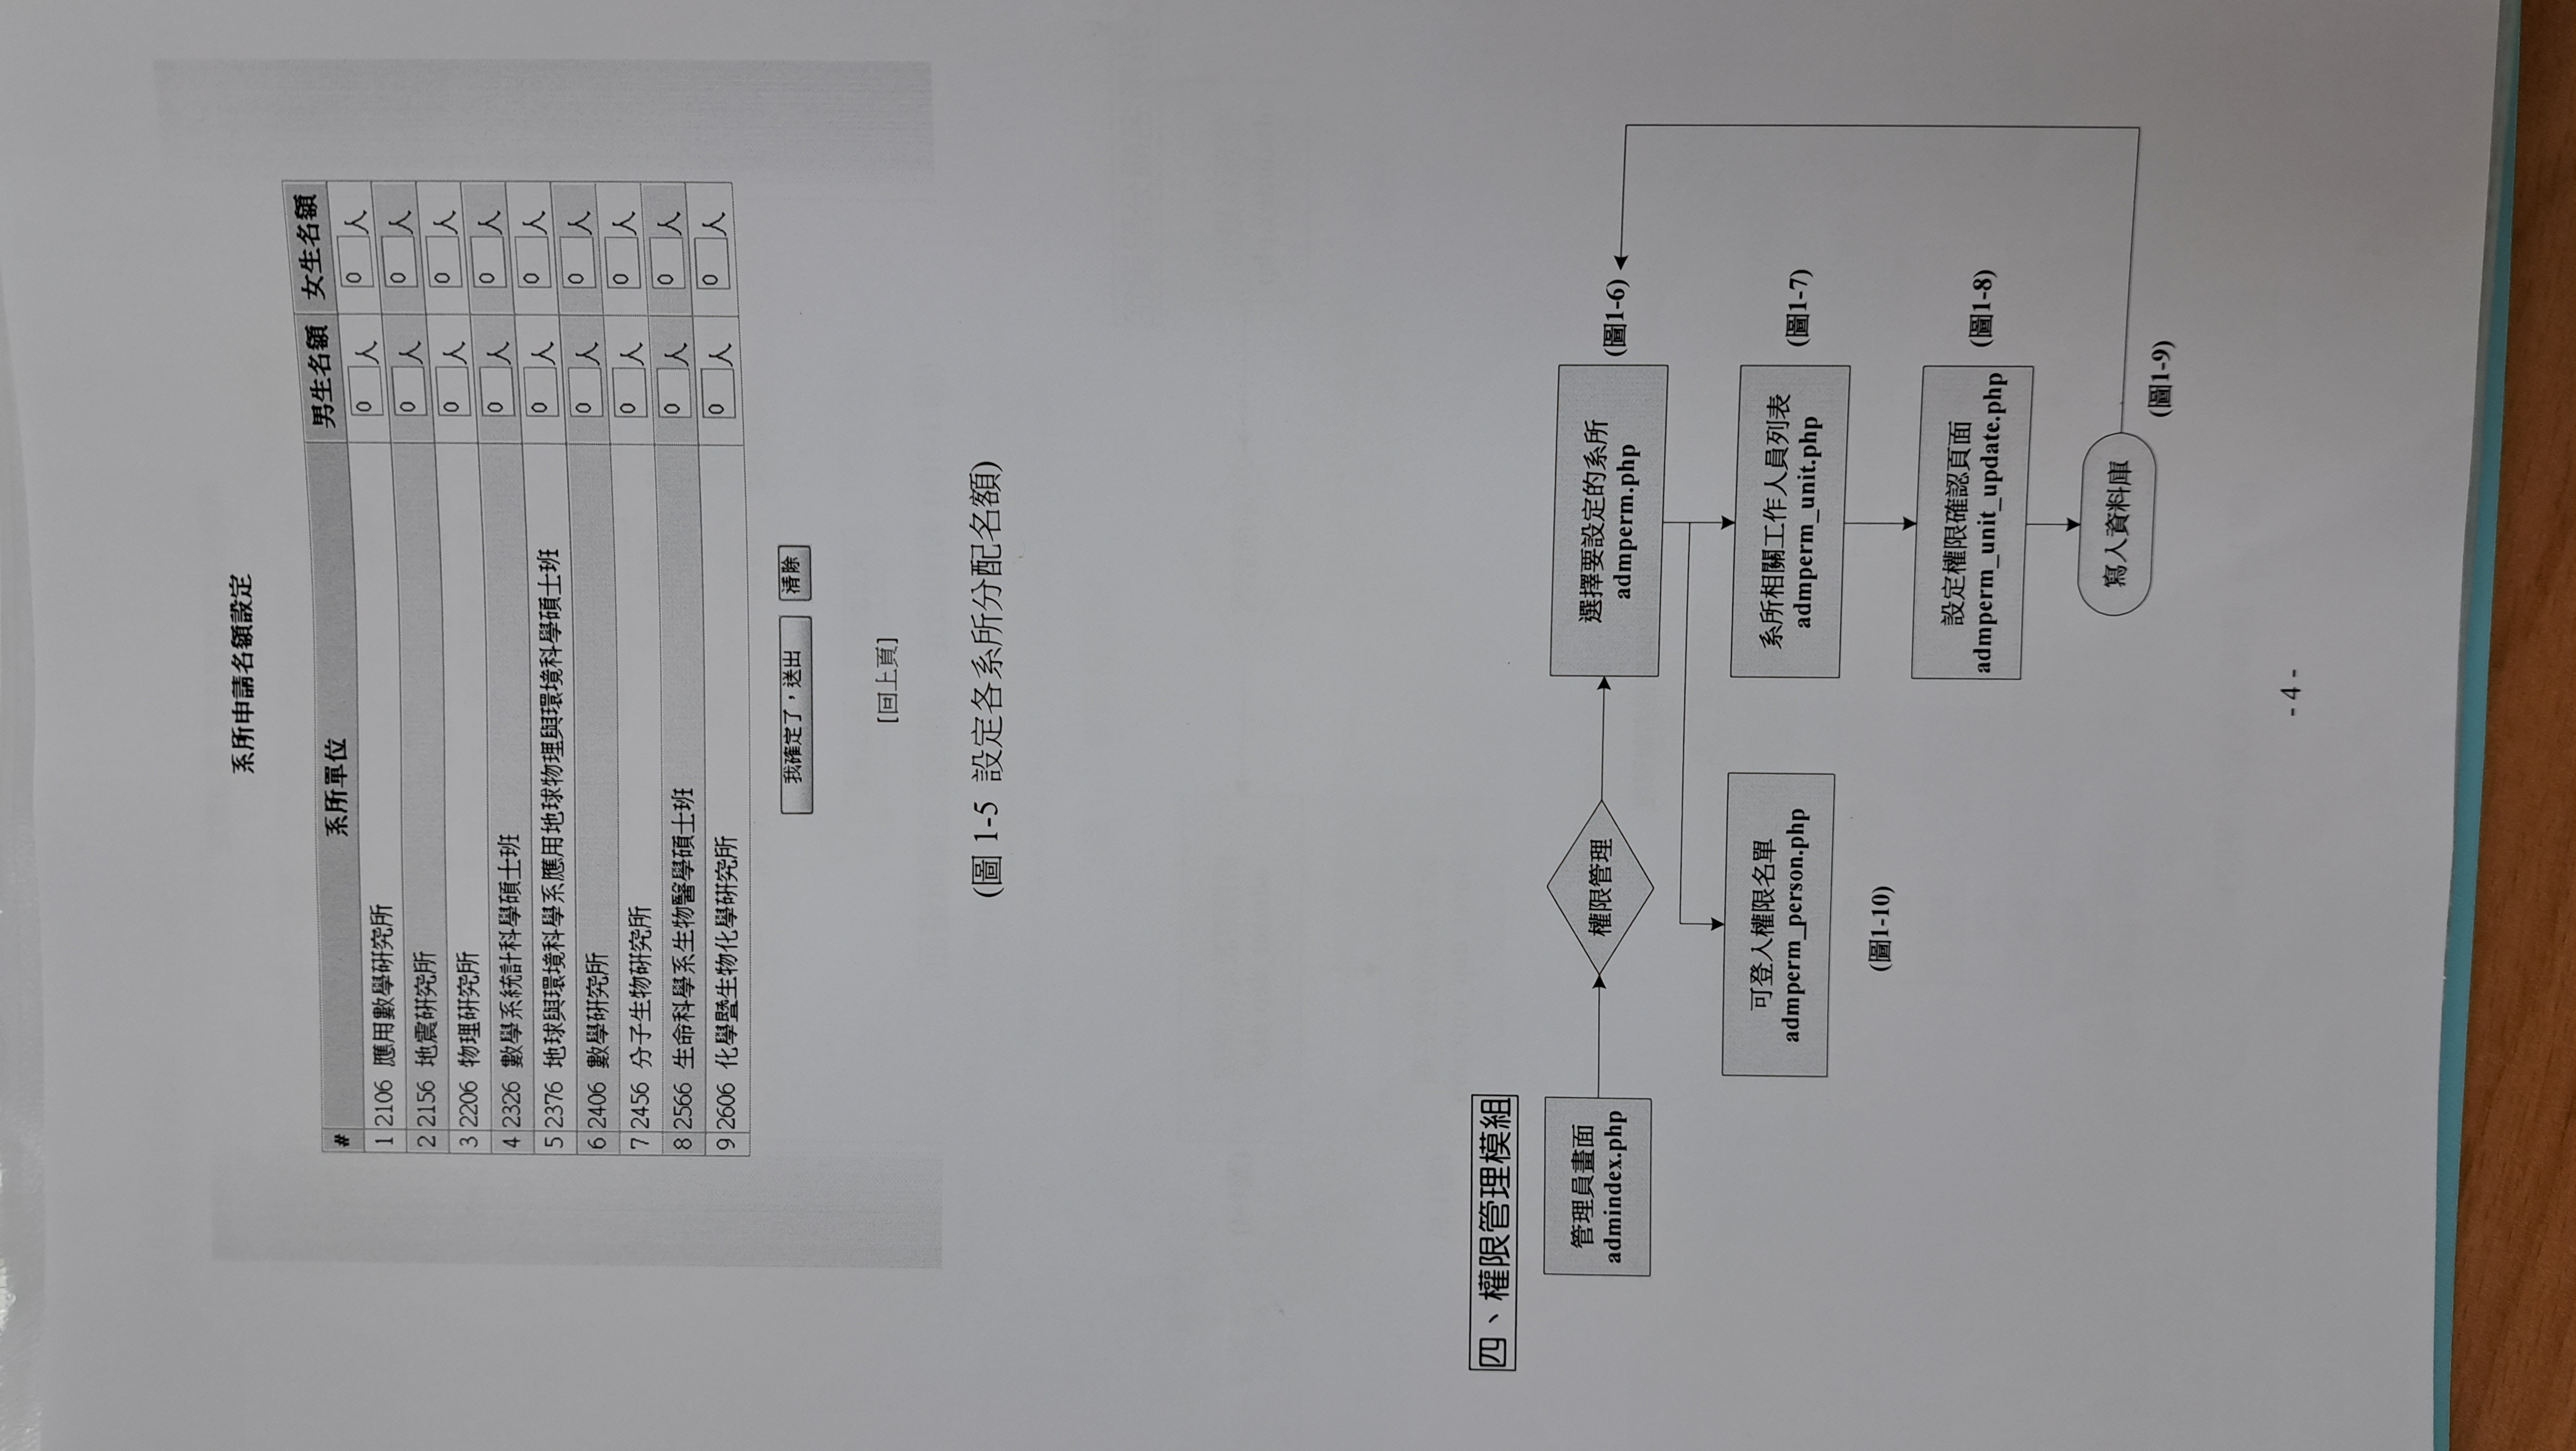 系所申請名額設定
# 系所單位 男生名額 女生名額
1 2106 應用數學研究所 0 人 0 人
2 2156 地震研究所 0 人 0 人
3 2206 物理研究所 0 人 0 人
4 2326 數學系統計科學碩士班 0 人 0 人
5 2376 地球與環境科學系應用地球物理與環境科學碩士班 0 人 0 人
6 2406 數學研究所 0 人 0 人
7 2456 分子生物研究所 0 人 0 人
8 2566 生命科學系生物醫學碩士班 0 人 0 人
9 2606 化學暨生物化學研究所 0 人 0 人
我確定了，送出 清除
[回上頁]
(圖 1-5 設定各系所分配名額)
四、權限管理模組
管理員畫面
admindex.php
權限管理
選擇要設定的系所
admperm.php
(圖1-6)
可登入權限名單
admperm_person.php
(圖1-10)
系所相關工作人員列表
admperm_unit.php
(圖1-7)
設定權限確認頁面
admperm_unit_update.php
(圖1-8)
寫入資料庫
(圖1-9)
- 4 -